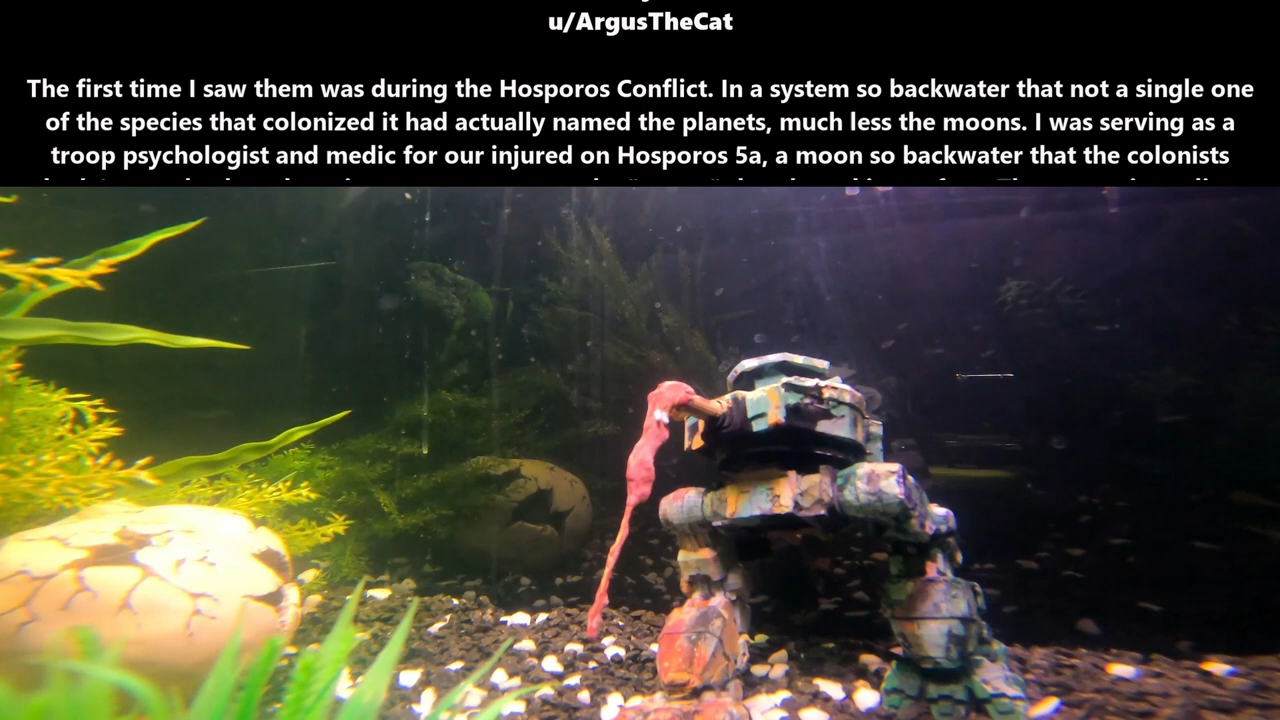 u/ArgusTheCat
The first time I saw them was during the Hosporos Conflict. In a system so backwater that not a single one
of the species that colonized it had actually named the planets, much less the moons. I was serving as a
troop psychologist and medic for our injured on Hosporos 5a, a moon so backwater that the colonists